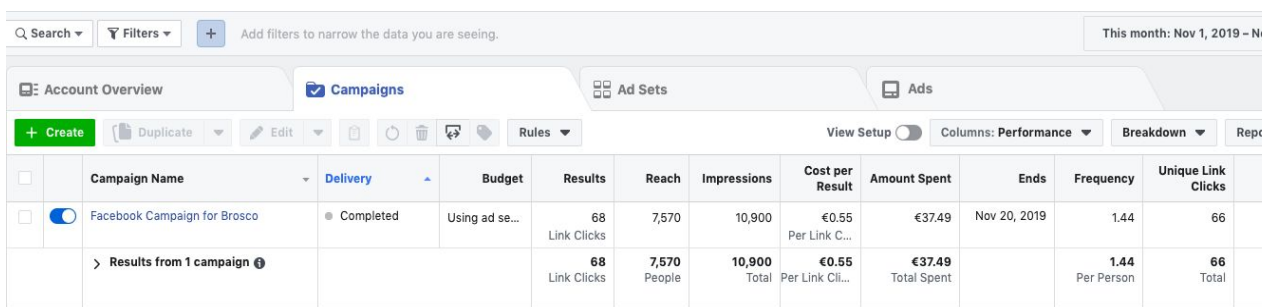 Search Filters + Add filters to narrow the data you are seeing. This month: Nov 1, 2019 –
Account Overview Campaigns Ad Sets Ads
+ Create Duplicate Edit Rules View Setup Columns: Performance Breakdown
Campaign Name Delivery Budget Results Reach Impressions Cost per Result Amount Spent Ends Frequency Unique Link Clicks
Facebook Campaign for Brosco Completed Using ad se... 68 7,570 10,900 €0.55 €37.49 Nov 20, 2019 1.44 66
Link Clicks Per Link C...
Results from 1 campaign 68 7,570 10,900 €0.55 €37.49 1.44 66
Link Clicks People Total Per Link Cli... Total Spent Per Person Total